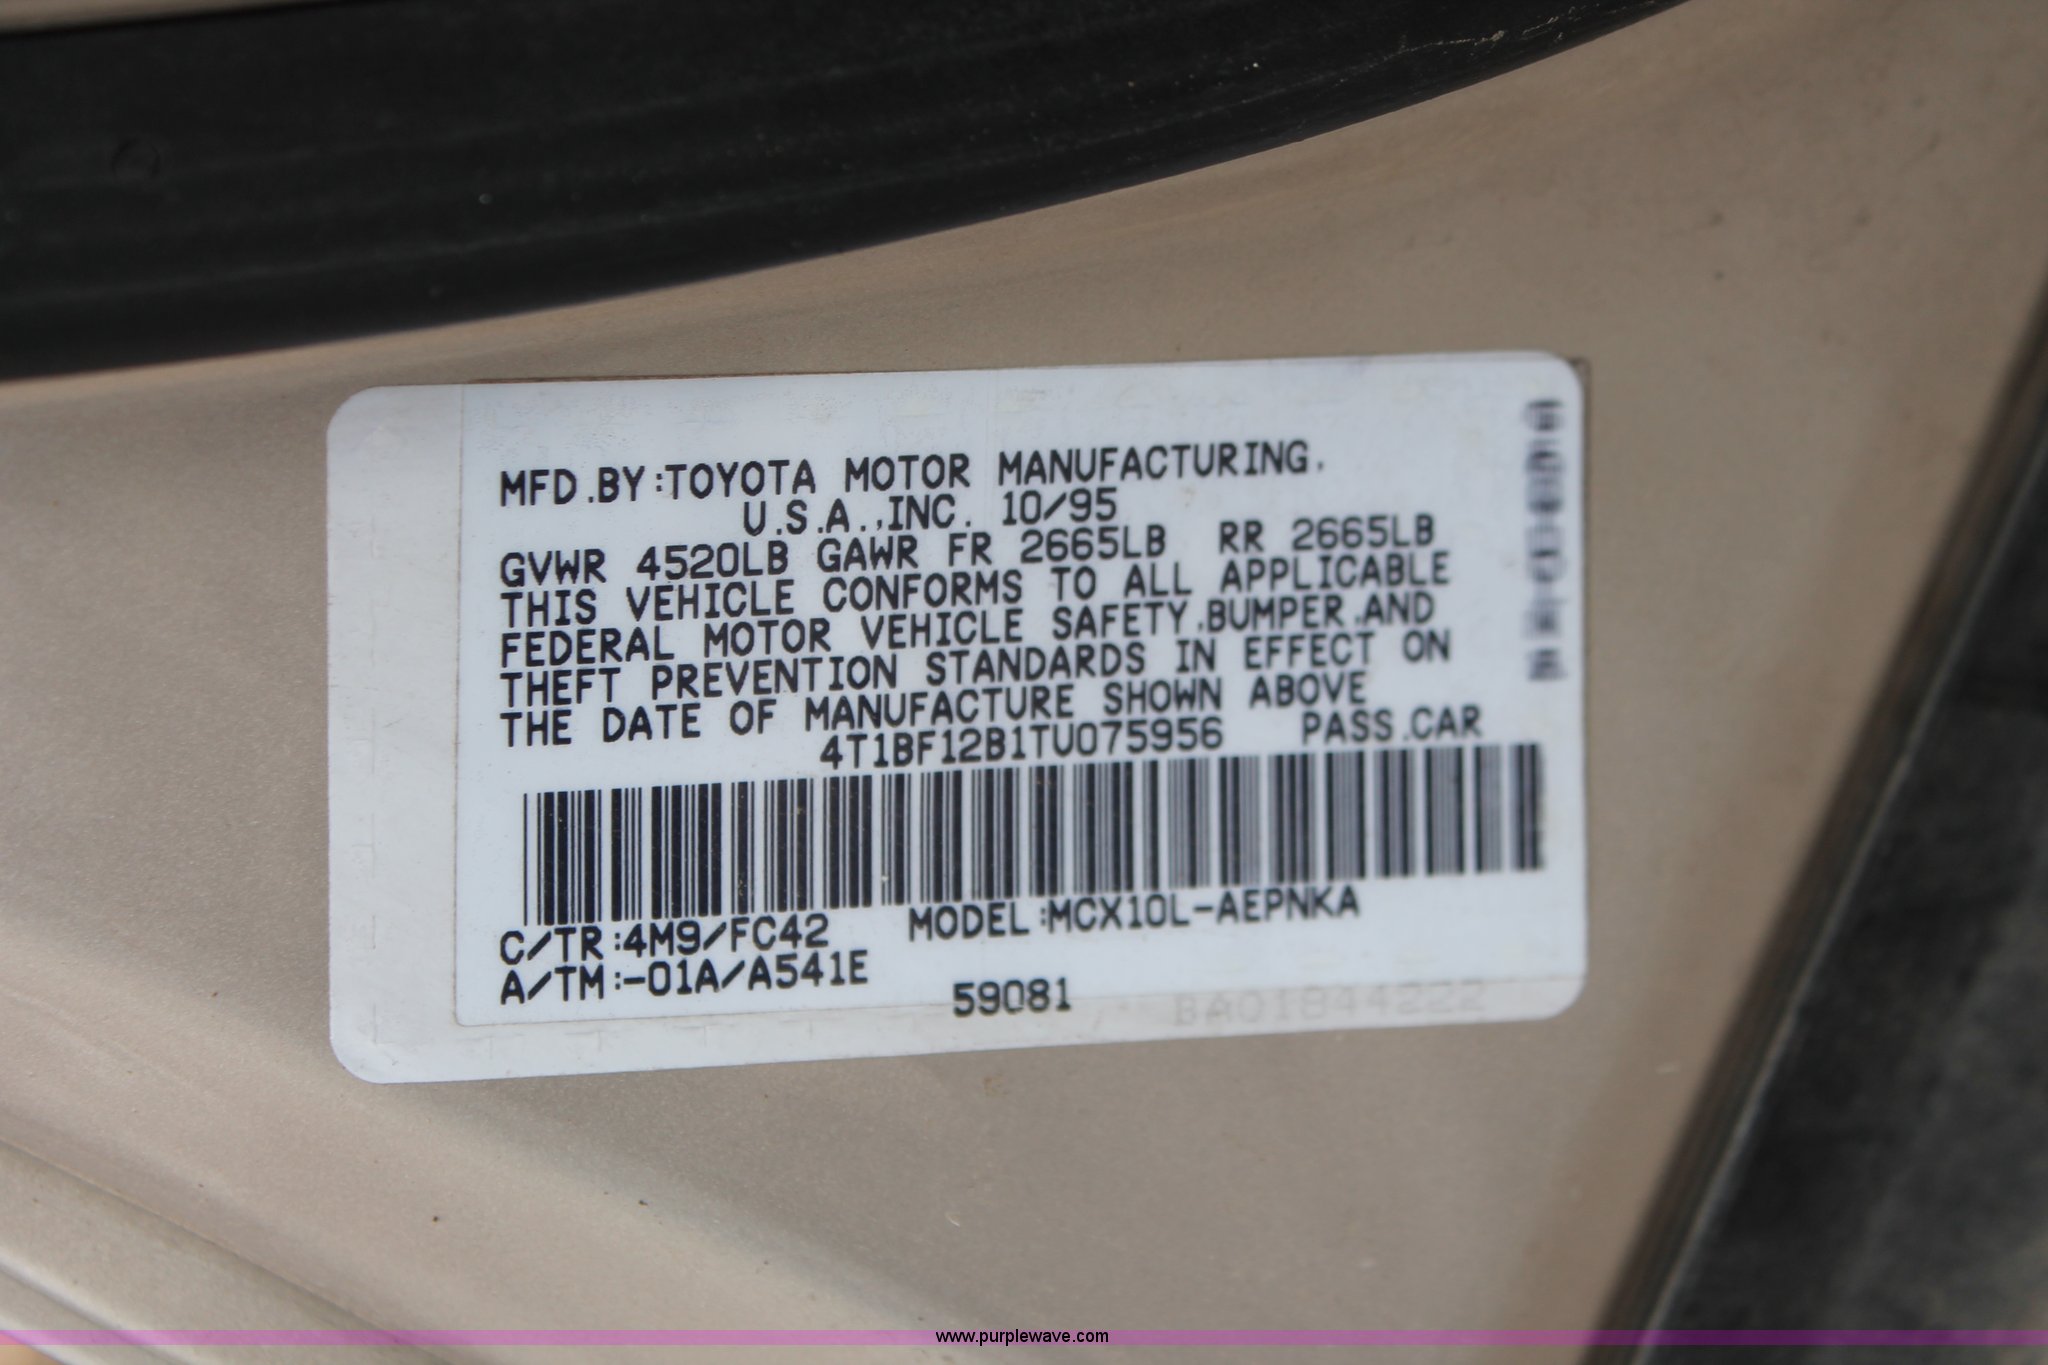 MFD.BY:TOYOTA MOTOR MANUFACTURING,
U.S.A.,INC. 10/95
GVWR 4520LB GAWR FR 2665LB RR 2665LB
THIS VEHICLE CONFORMS TO ALL APPLICABLE
FEDERAL MOTOR VEHICLE SAFETY,BUMPER,AND
THEFT PREVENTION STANDARDS IN EFFECT ON
THE DATE OF MANUFACTURE SHOWN ABOVE
4T1BF12B1TU075956 PASS.CAR
C/TR:4M9/FC42 MODEL:MCX10L-AEPNKA
A/TM:-01A/A541E
59081
BA01844222
www.purplewave.com